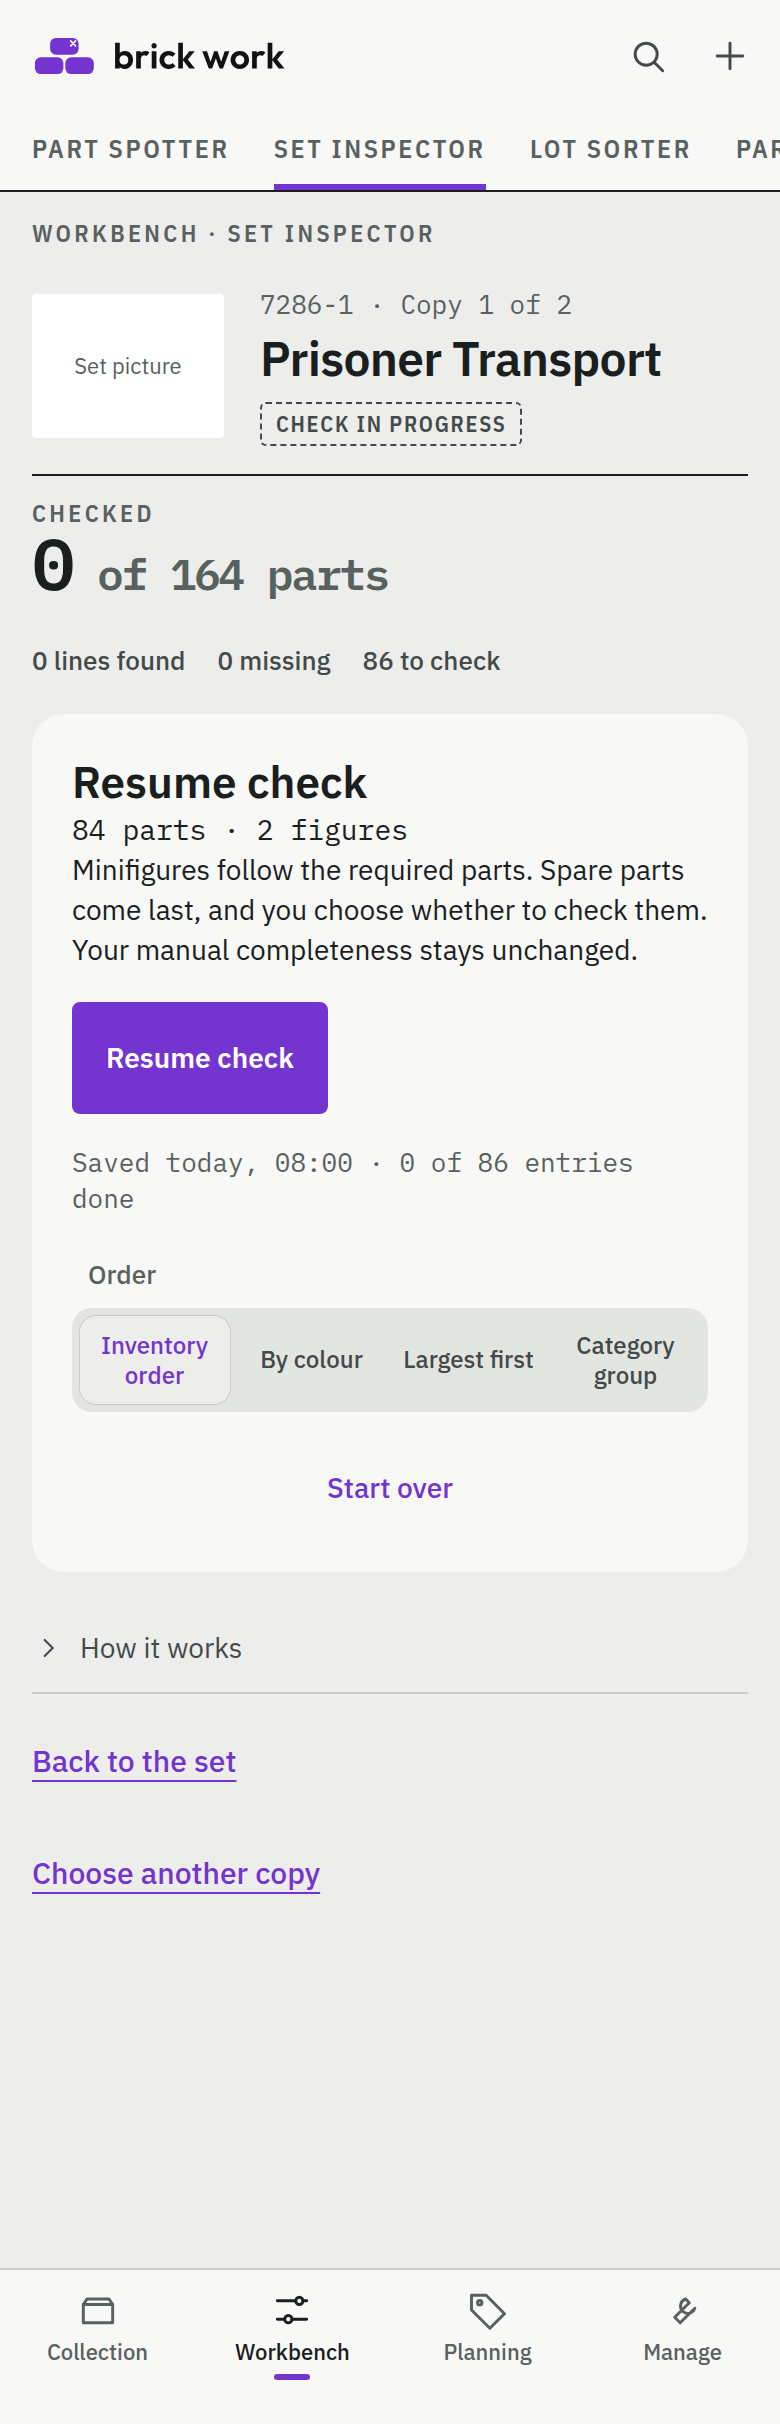 brick work
PART SPOTTER SET INSPECTOR LOT SORTER PAR
WORKBENCH · SET INSPECTOR
Set picture
7286-1 · Copy 1 of 2
Prisoner Transport
CHECK IN PROGRESS
CHECKED
0 of 164 parts
0 lines found 0 missing 86 to check
Resume check
84 parts · 2 figures
Minifigures follow the required parts. Spare parts
come last, and you choose whether to check them.
Your manual completeness stays unchanged.
Resume check
Saved today, 08:00 · 0 of 86 entries
done
Order
Inventory
order
By colour
Largest first
Category
group
Start over
How it works
Back to the set
Choose another copy
Collection Workbench Planning Manage